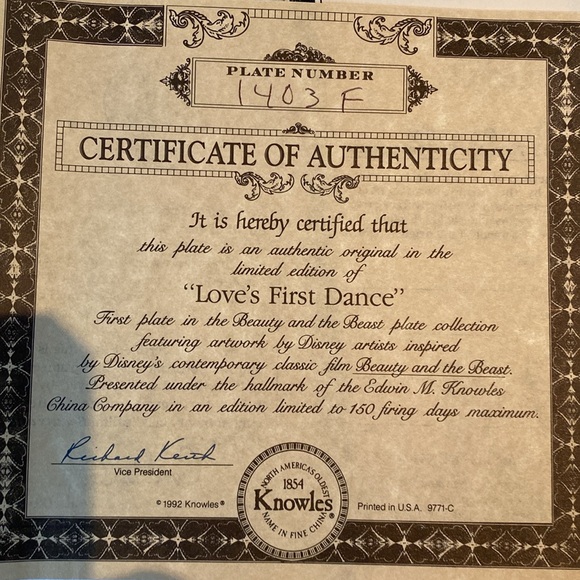 PLATE NUMBER
1403 F
CERTIFICATE OF AUTHENTICITY
It is hereby certified that
this plate is an authentic original in the
limited edition of
“Love's First Dance”
First plate in the Beauty and the Beast plate collection
featuring artwork by Disney artists inspired
by Disney's contemporary classic film Beauty and the Beast.
Presented under the hallmark of the Edwin M. Knowles
China Company in an edition limited to 150 firing days maximum.
Richard Keith
Vice President
© 1992 Knowles®
NORTH AMERICA'S OLDEST
1854
Knowles®
NAME IN FINE CHINA
Printed in U.S.A. 9771-C